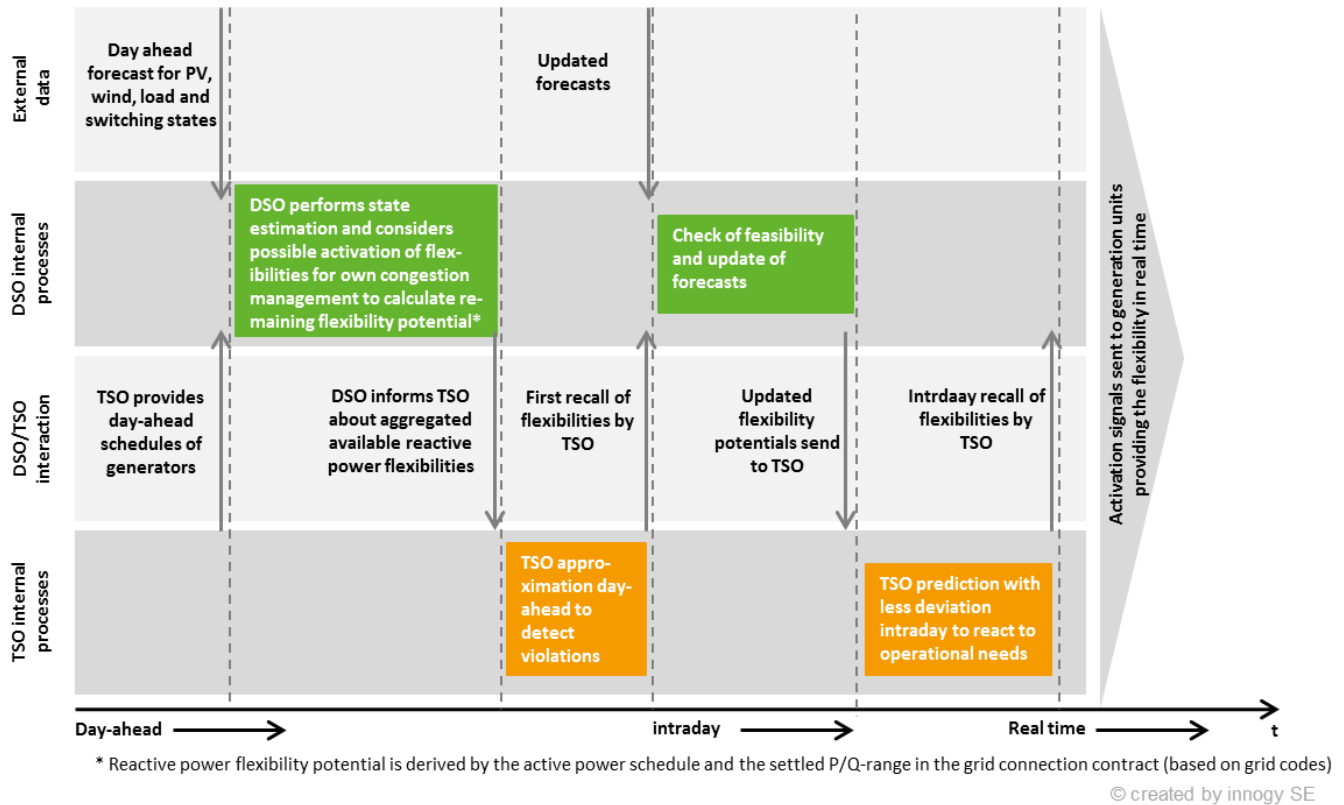 External
data
Day ahead
forecast for PV,
wind, load and
switching states
Updated
forecasts
DSO internal
processes
DSO performs state
estimation and considers
possible activation of flex-
ibilities for own congestion
management to calculate re-
maining flexibility potential*
Check of feasibility
and update of
forecasts
DSO/TSO
interaction
TSO provides
day-ahead
schedules of
generators
DSO informs TSO
about aggregated
available reactive
power flexibilities
First recall of
flexibilities by
TSO
Updated
flexibility
potentials send
to TSO
Intrdaay recall of
flexibilities by
TSO
TSO internal
processes
TSO appro-
ximation day-
ahead to
detect
violations
TSO prediction with
less deviation
intraday to react to
operational needs
Activation signals sent to generation units
providing the flexibility in real time
Day-ahead
intraday
Real time
t
* Reactive power flexibility potential is derived by the active power schedule and the settled P/Q-range in the grid connection contract (based on grid codes)
© created by innogy SE